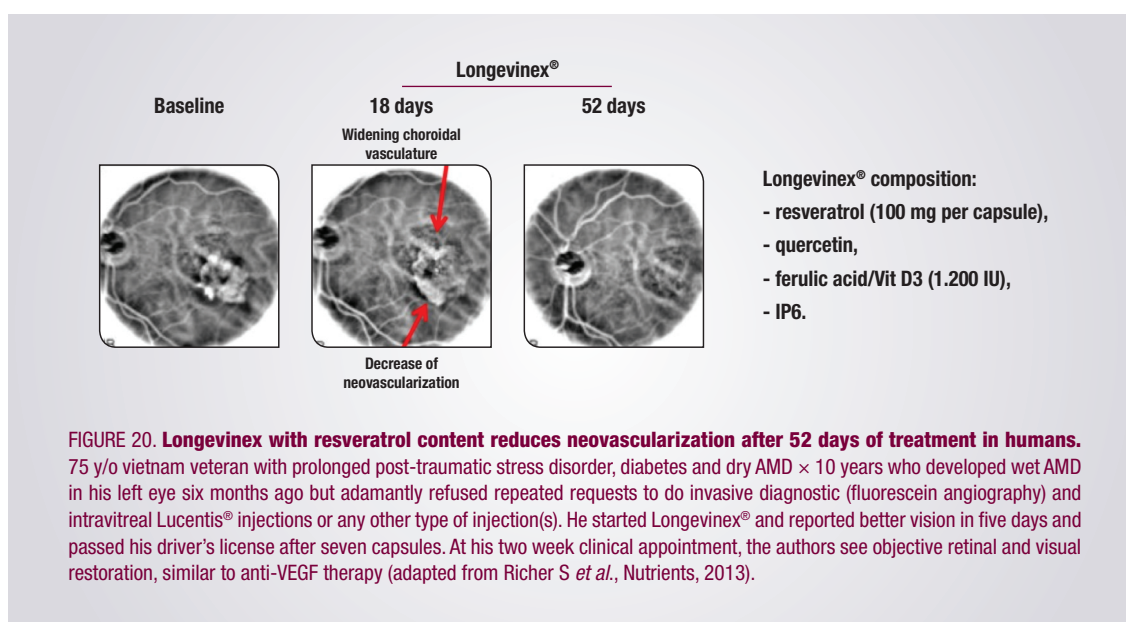 Longevinex®
Baseline
18 days
52 days
Widening choroidal
vasculature
Decrease of
neovascularization
Longevinex® composition:
- resveratrol (100 mg per capsule),
- quercetin,
- ferulic acid/Vit D3 (1.200 IU),
- IP6.
FIGURE 20. Longevinex with resveratrol content reduces neovascularization after 52 days of treatment in humans.
75 y/o vietnam veteran with prolonged post-traumatic stress disorder, diabetes and dry AMD × 10 years who developed wet AMD
in his left eye six months ago but adamantly refused repeated requests to do invasive diagnostic (fluorescein angiography) and
intravitreal Lucentis® injections or any other type of injection(s). He started Longevinex® and reported better vision in five days and
passed his driver’s license after seven capsules. At his two week clinical appointment, the authors see objective retinal and visual
restoration, similar to anti-VEGF therapy (adapted from Richer S et al., Nutrients, 2013).